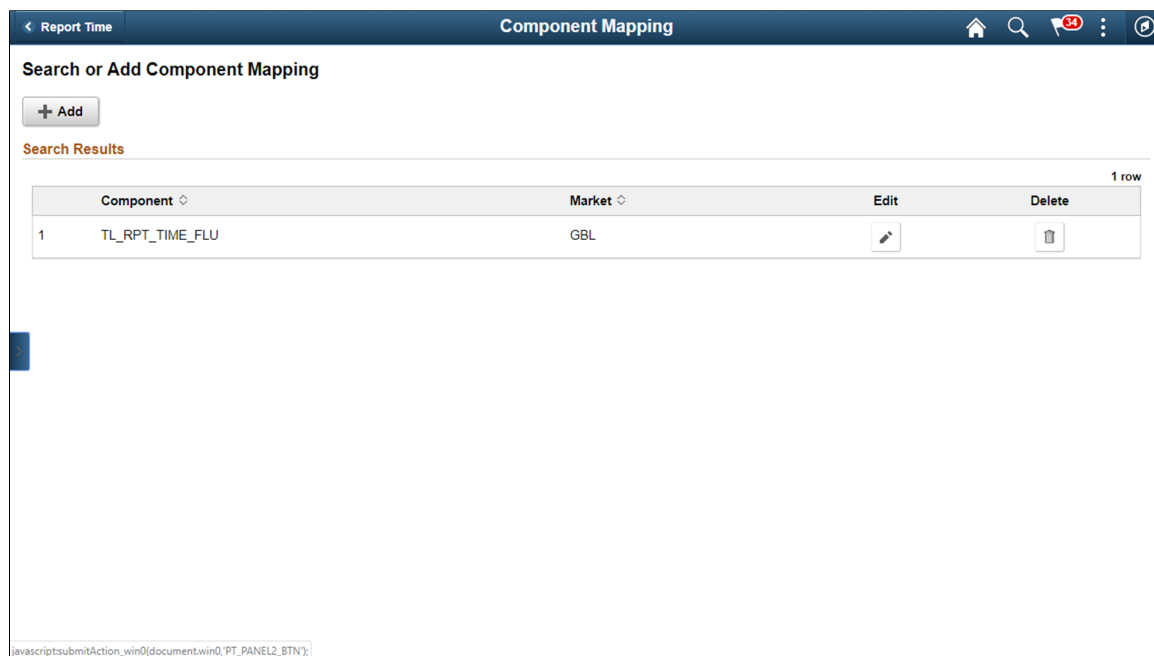 Report Time
Component Mapping
34
Search or Add Component Mapping
Add
Search Results
1 row
Component Market Edit Delete
1 TL_RPT_TIME_FLU GBL
javascript:submitAction_win0(document.win0,'PT_PANEL2_BTN');